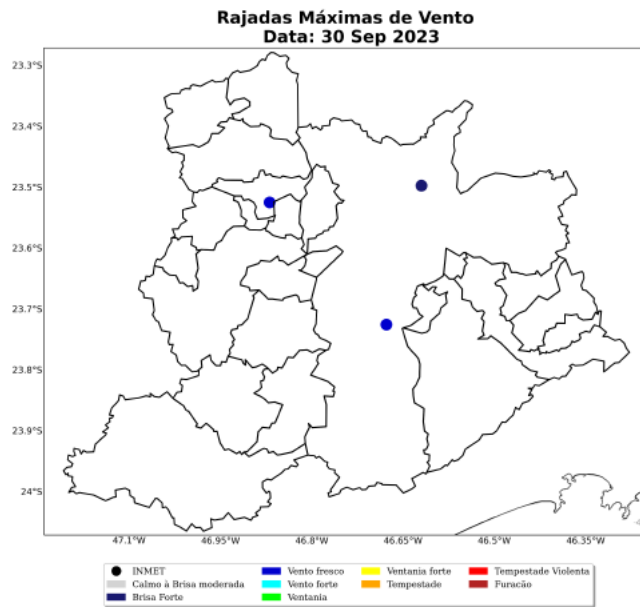 Rajadas Máximas de Vento
Data: 30 Sep 2023
23.3°S
23.4°S
23.5°S
23.6°S
23.7°S
23.8°S
23.9°S
24°S
47.1°W
46.95°W
46.8°W
46.65°W
46.5°W
46.35°W
INMET
Calmo à Brisa moderada
Brisa Forte
Vento fresco
Vento forte
Ventania
Ventania forte
Tempestade
Tempestade Violenta
Furacão